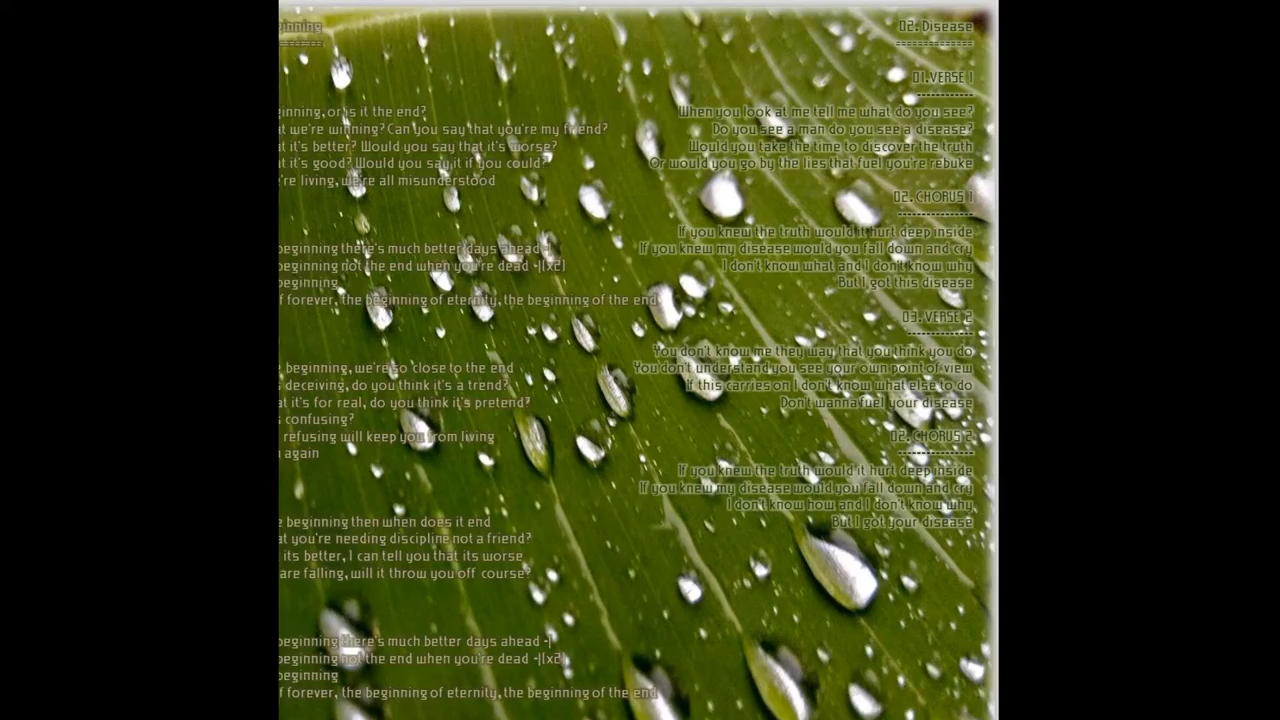 ginning
========
ginning, or is it the end?
t we're winning? Can you say that you're my friend?
t it's better? Would you say that it's worse?
t it's good? Would you say it if you could?
're living, we're all misunderstood
beginning there's much better days ahead -|
beginning not the end when you're dead -|(x2)
beginning
f forever, the beginning of eternity, the beginning of the end
beginning, we're so close to the end
deceiving, do you think it's a trend?
at it's for real, do you think it's pretend?
confusing?
refusing will keep you from living
again
e beginning then when does it end
at you're needing discipline not a friend?
its better, I can tell you that its worse
are falling, will it throw you off course?
beginning there's much better days ahead -|
beginning not the end when you're dead -|(x2)
beginning
f forever, the beginning of eternity, the beginning of the end
02. Disease
===========
01.VERSE 1
----------
When you look at me tell me what do you see?
Do you see a man do you see a disease?
Would you take the time to discover the truth
Or would you go by the lies that fuel you're rebuke
02. CHORUS 1
------------
If you knew the truth would it hurt deep inside
If you knew my disease would you fall down and cry
I don't know what and I don't know why
But I got this disease
03. VERSE 2
-----------
You don't know me they way that you think you do
You don't understand you see your own point of view
If this carries on I don't know what else to do
Don't wanna fuel your disease
02. CHORUS 2
------------
If you knew the truth would it hurt deep inside
If you knew my disease would you fall down and cry
I don't know how and I don't know why
But I got your disease